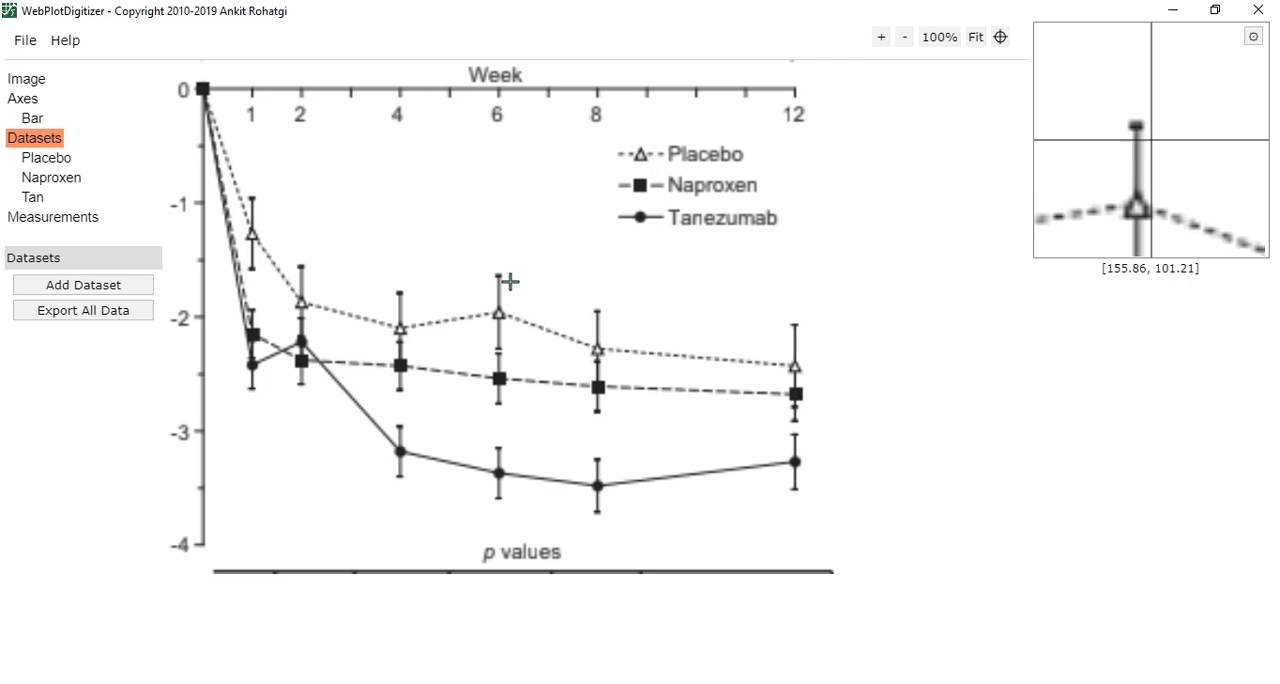 WebPlotDigitizer - Copyright 2010-2019 Ankit Rohatgi
File Help
+ - 100% Fit
Image
Axes
Bar
Datasets
Placebo
Naproxen
Tan
Measurements
Datasets
Add Dataset
Export All Data
Week
0
1 2 4 6 8 12
Placebo
Naproxen
Tanezumab
-1
-2
-3
-4
p values
[155.86, 101.21]